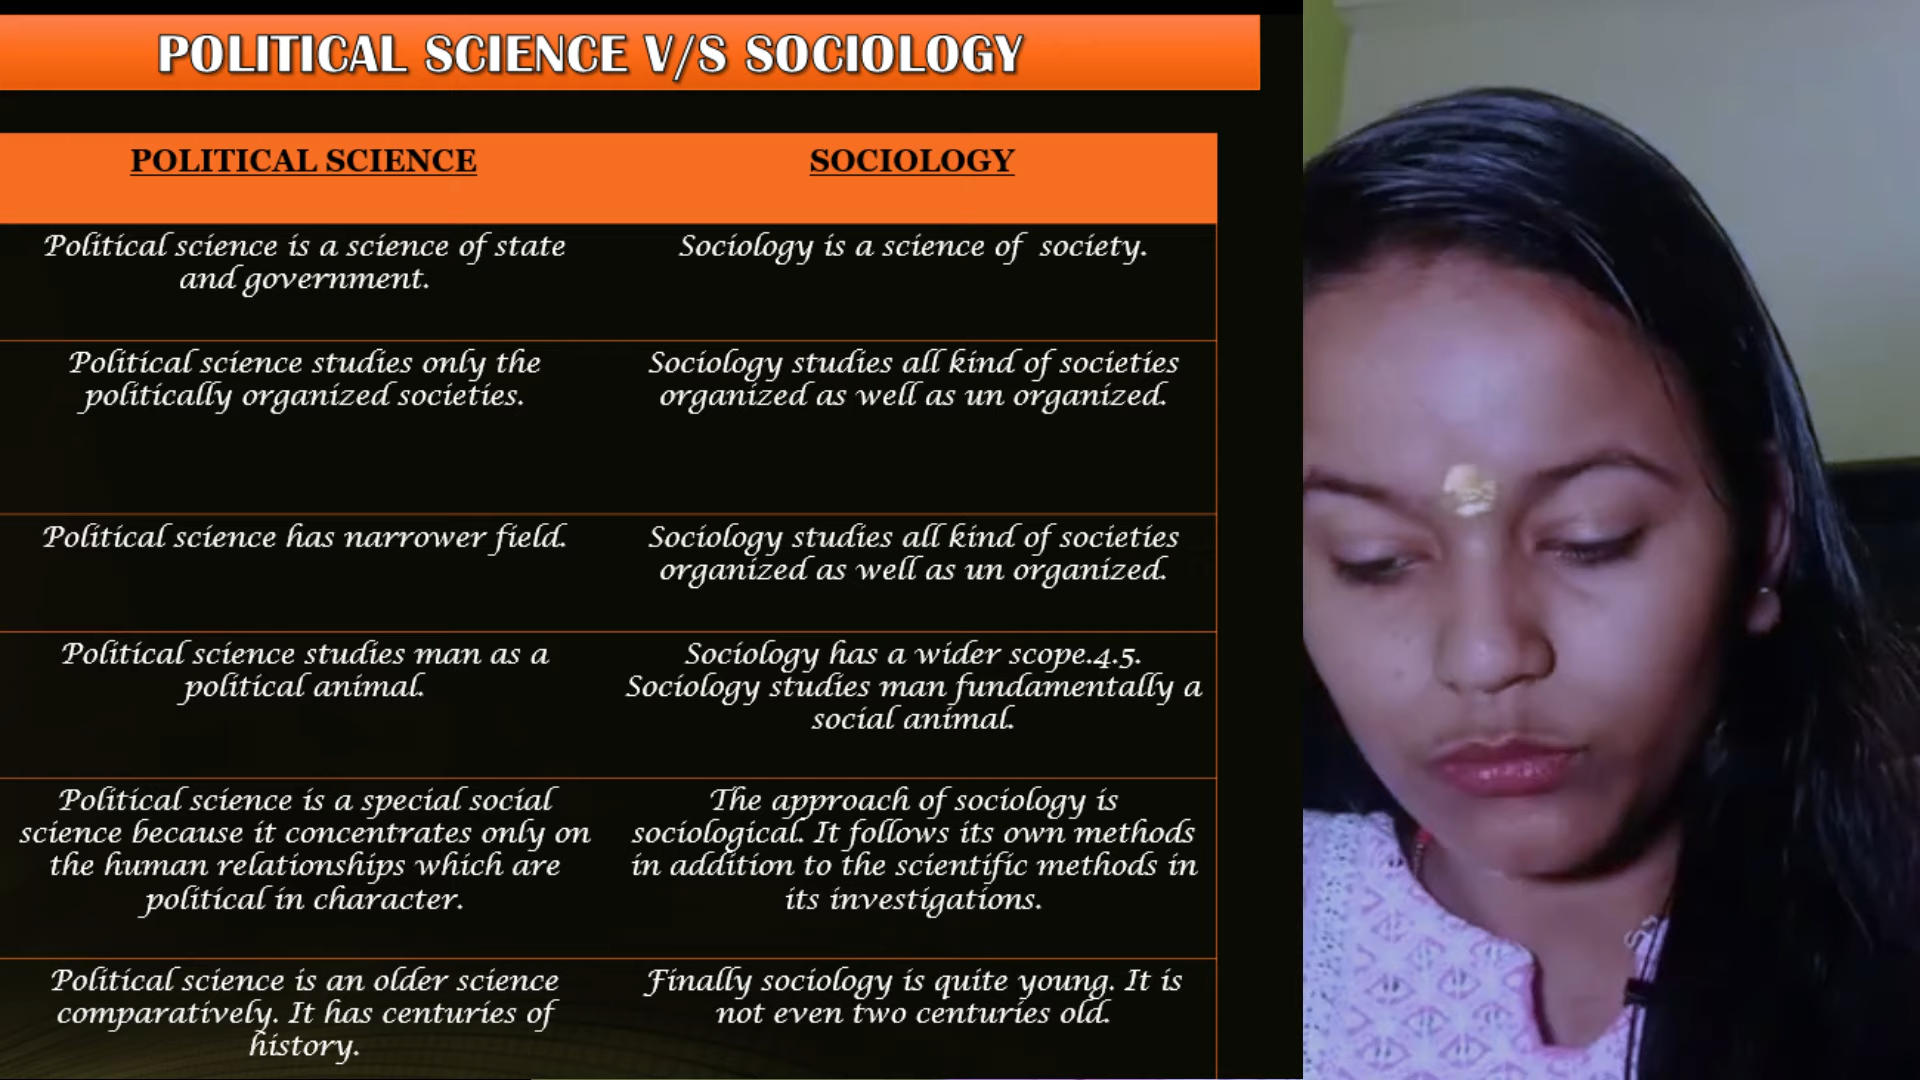 POLITICAL SCIENCE V/S SOCIOLOGY
POLITICAL SCIENCE
SOCIOLOGY
Political science is a science of state
and government.
Sociology is a science of society.
Political science studies only the
politically organized societies.
Sociology studies all kind of societies
organized as well as un organized.
Political science has narrower field.
Sociology studies all kind of societies
organized as well as un organized.
Political science studies man as a
political animal.
Sociology has a wider scope.4.5.
Sociology studies man fundamentally a
social animal.
Political science is a special social
science because it concentrates only on
the human relationships which are
political in character.
The approach of sociology is
sociological. It follows its own methods
in addition to the scientific methods in
its investigations.
Political science is an older science
comparatively. It has centuries of
history.
Finally sociology is quite young. It is
not even two centuries old.